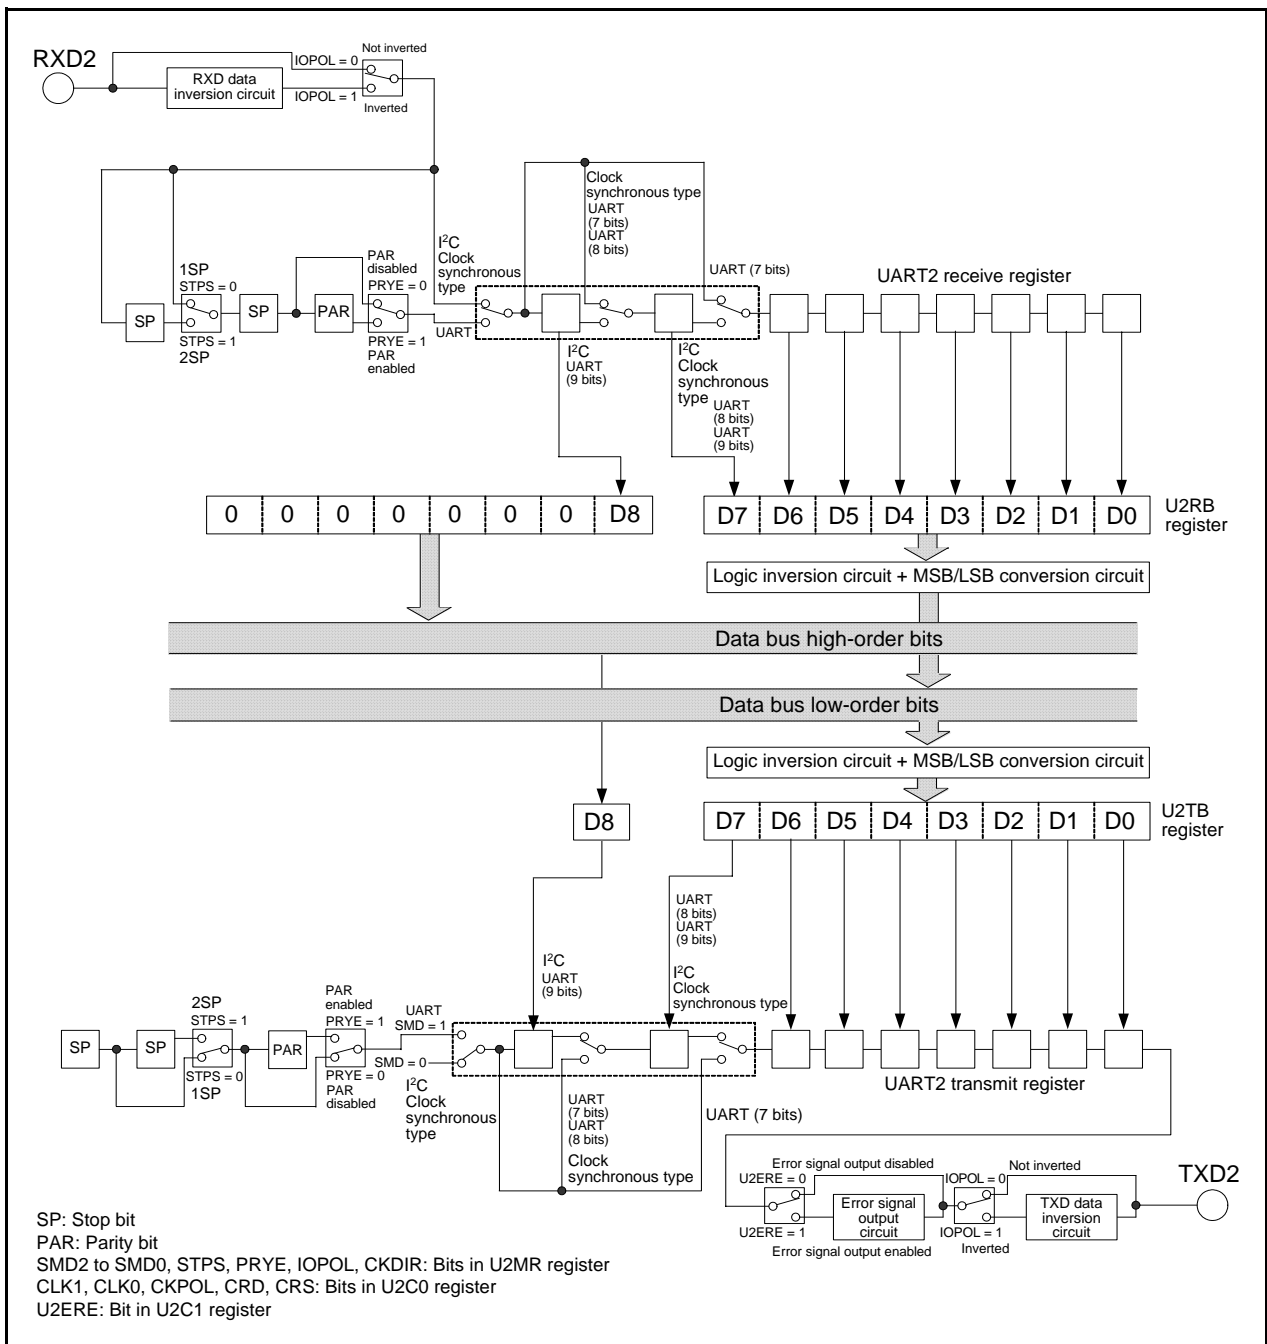 RXD2
Not inverted
IOPOL = 0
RXD data
inversion circuit
IOPOL = 1
Inverted
Clock
synchronous type
UART
(7 bits)
UART
(8 bits)
I²C
Clock
synchronous
type
PAR
disabled
PRYE = 0
1SP
STPS = 0
UART (7 bits)
UART2 receive register
SP
SP
PAR
UART
STPS = 1
2SP
PRYE = 1
PAR
enabled
I²C
UART
(9 bits)
I²C
Clock
synchronous
type
UART
(8 bits)
UART
(9 bits)
0 0 0 0 0 0 0 D8
D7 D6 D5 D4 D3 D2 D1 D0
U2RB
register
Logic inversion circuit + MSB/LSB conversion circuit
Data bus high-order bits
Data bus low-order bits
Logic inversion circuit + MSB/LSB conversion circuit
D8
D7 D6 D5 D4 D3 D2 D1 D0
U2TB
register
UART
(8 bits)
UART
(9 bits)
I²C
UART
(9 bits)
I²C
Clock
synchronous type
2SP
STPS = 1
PAR
enabled
PRYE = 1
UART
SMD = 1
SP
SP
PAR
SMD = 0
STPS = 0
1SP
PRYE = 0
PAR
disabled
I²C
Clock
synchronous
type
UART2 transmit register
UART
(7 bits)
UART
(8 bits)
Clock
synchronous type
UART (7 bits)
Error signal output disabled
U2ERE = 0
Not inverted
IOPOL = 0
TXD2
Error signal
output
circuit
TXD data
inversion
circuit
U2ERE = 1
Error signal output enabled
IOPOL = 1
Inverted
SP: Stop bit
PAR: Parity bit
SMD2 to SMD0, STPS, PRYE, IOPOL, CKDIR: Bits in U2MR register
CLK1, CLK0, CKPOL, CRD, CRS: Bits in U2C0 register
U2ERE: Bit in U2C1 register